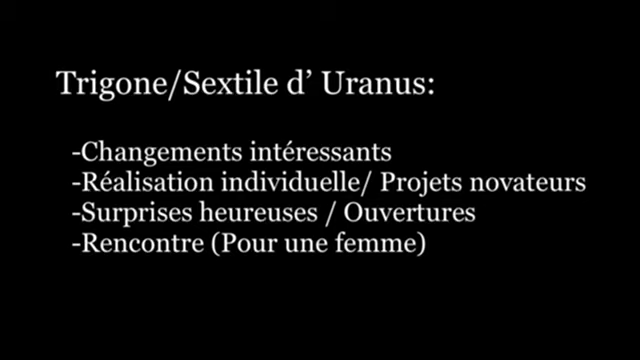 Trigone/Sextile d’ Uranus:
-Changements intéressants
-Réalisation individuelle/ Projets novateurs
-Surprises heureuses / Ouvertures
-Rencontre (Pour une femme)